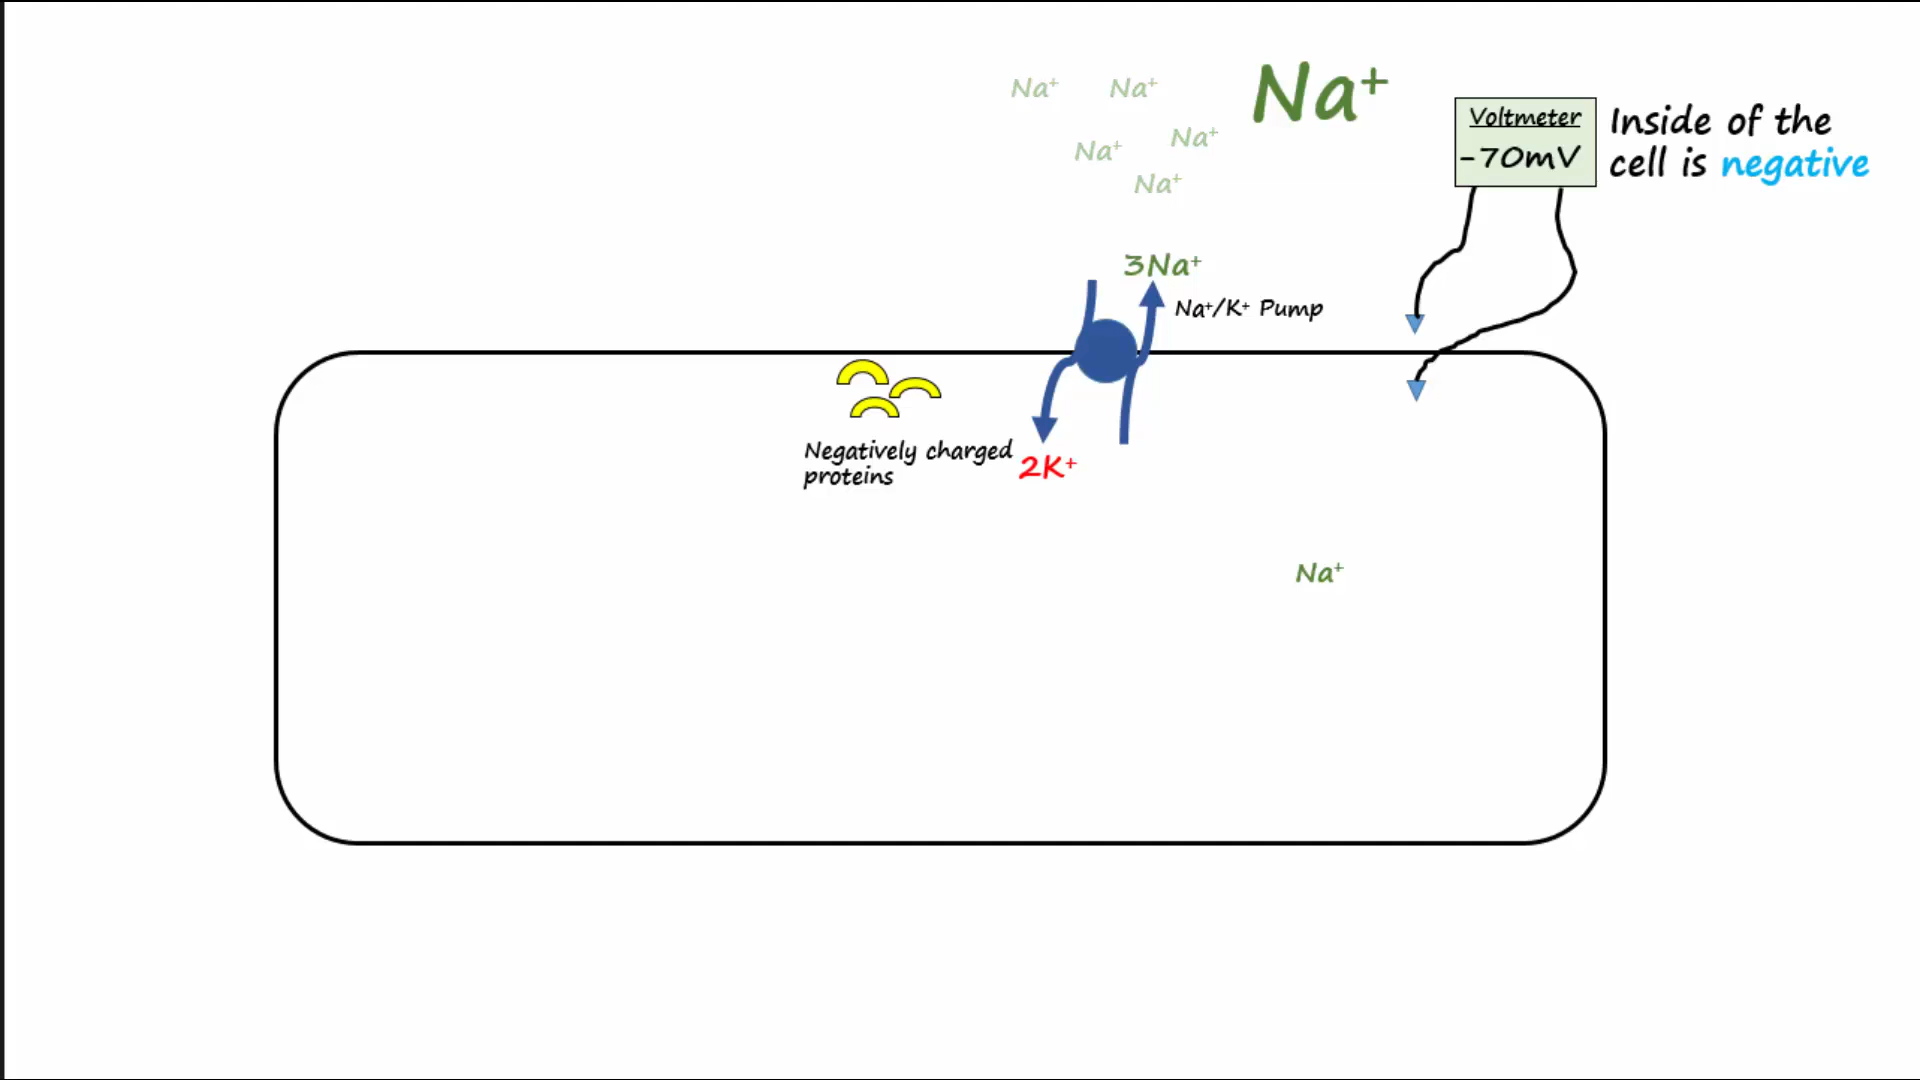 Na⁺ Na⁺ Na⁺
Na⁺ Na⁺
Na⁺
Voltmeter
-70mV
Inside of the
cell is negative
3Na⁺
Na⁺/K⁺ Pump
Negatively charged
proteins
2K⁺
Na⁺